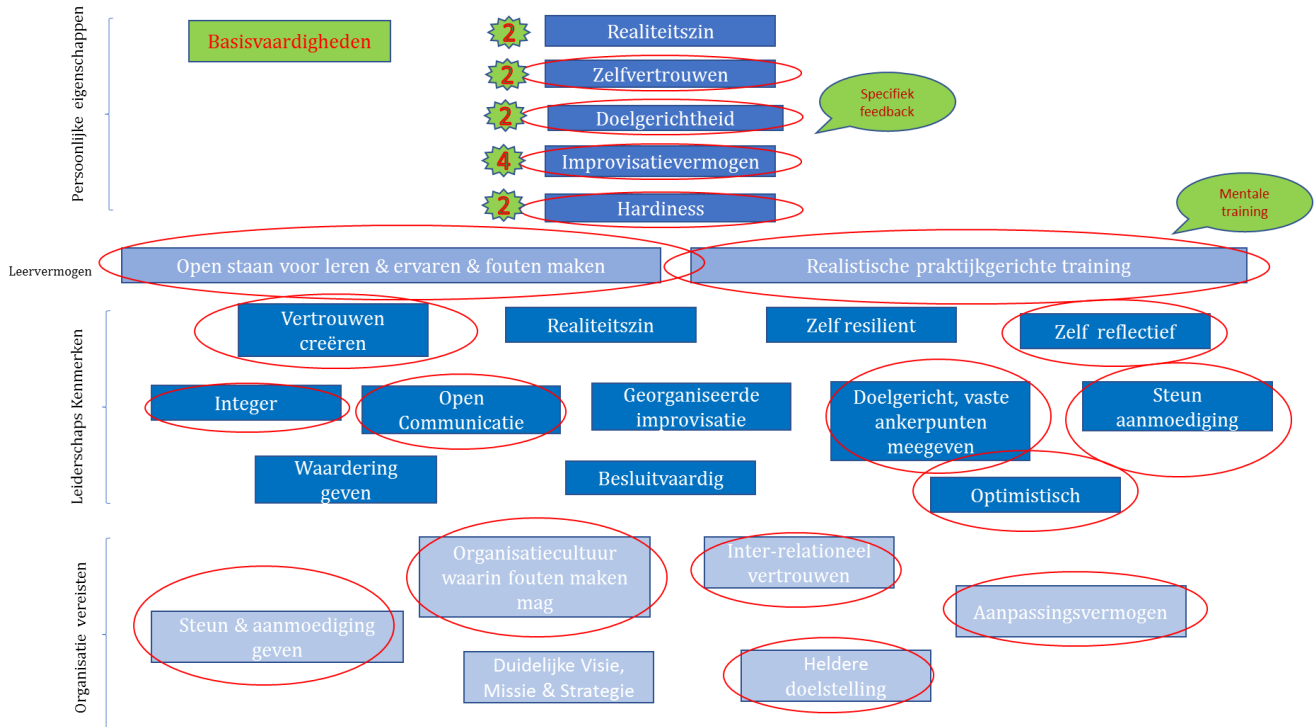 Persoonlijke eigenschappen
Basisvaardigheden
2
Realiteitszin
2
Zelfvertrouwen
2
Doelgerichtheid
4
Improvisatievermogen
2
Hardiness
Specifiek
feedback
Mentale
training
Leervermogen
Open staan voor leren & ervaren & fouten maken
Realistische praktijkgerichte training
Leiderschaps Kenmerken
Vertrouwen
creëren
Realiteitszin
Zelf resilient
Zelf reflectief
Integer
Open
Communicatie
Georganiseerde
improvisatie
Doelgericht, vaste
ankerpunten
meegeven
Steun
aanmoediging
Waardering
geven
Besluitvaardig
Optimistisch
Organisatie vereisten
Organisatiecultuur
waarin fouten maken
mag
Inter-relationeel
vertrouwen
Aanpassingsvermogen
Steun & aanmoediging
geven
Duidelijke Visie,
Missie & Strategie
Heldere
doelstelling